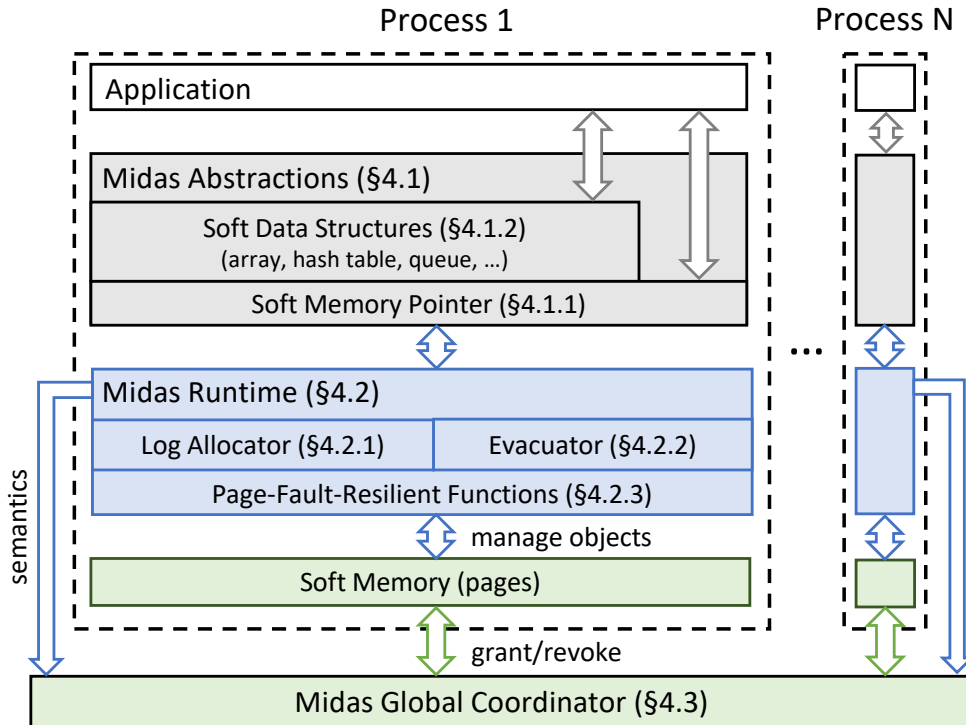 Process 1
Process N
Application
Midas Abstractions (§4.1)
Soft Data Structures (§4.1.2)
(array, hash table, queue, …)
Soft Memory Pointer (§4.1.1)
...
Midas Runtime (§4.2)
Log Allocator (§4.2.1)
Evacuator (§4.2.2)
Page-Fault-Resilient Functions (§4.2.3)
semantics
manage objects
Soft Memory (pages)
grant/revoke
Midas Global Coordinator (§4.3)